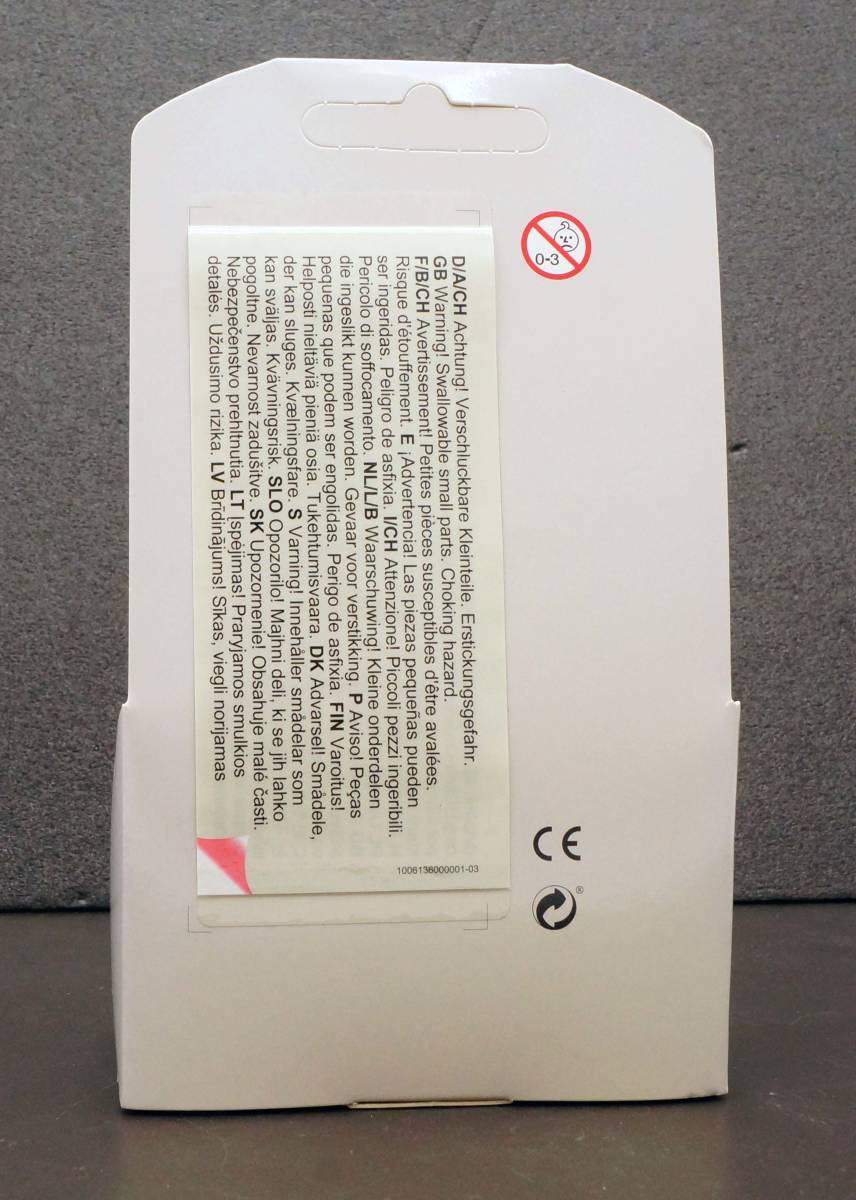 0-3
D/A/CH Achtung! Verschluckbare Kleinteile. Erstickungsgefahr.
GB Warning! Swallowable small parts. Choking hazard.
F/B/CH Avertissement! Petites pièces susceptibles d'être avalées.
Risque d'étouffement. E ¡Advertencia! Las piezas pequeñas pueden
ser ingeridas. Peligro de asfixia. I/CH Attenzione! Piccoli pezzi ingeribili.
Pericolo di soffocamento. NL/L/B Waarschuwing! Kleine onderdelen
die ingeslikt kunnen worden. Gevaar voor verstikking. P Aviso! Peças
pequenas que podem ser engolidas. Perigo de asfixia. FIN Varoitus!
Helposti nieltäviä pieniä osia. Tukehtumisvaara. DK Advarsel! Smådele,
der kan sluges. Kvælningsfare. S Varning! Innehåller smådelar som
kan sväljas. Kvävningsrisk. SLO Opozorilo! Majhni deli, ki se jih lahko
pogoltne. Nevarnost zadušitve. SK Upozornenie! Obsahuje malé časti.
Nebezpečenstvo prehltnutia. LT Įspėjimas! Praryjamos smulkios
detalės. Uždusimo rizika. LV Brīdinājums! Sīkas, viegli norijamas
1006136000001-03
CE
®